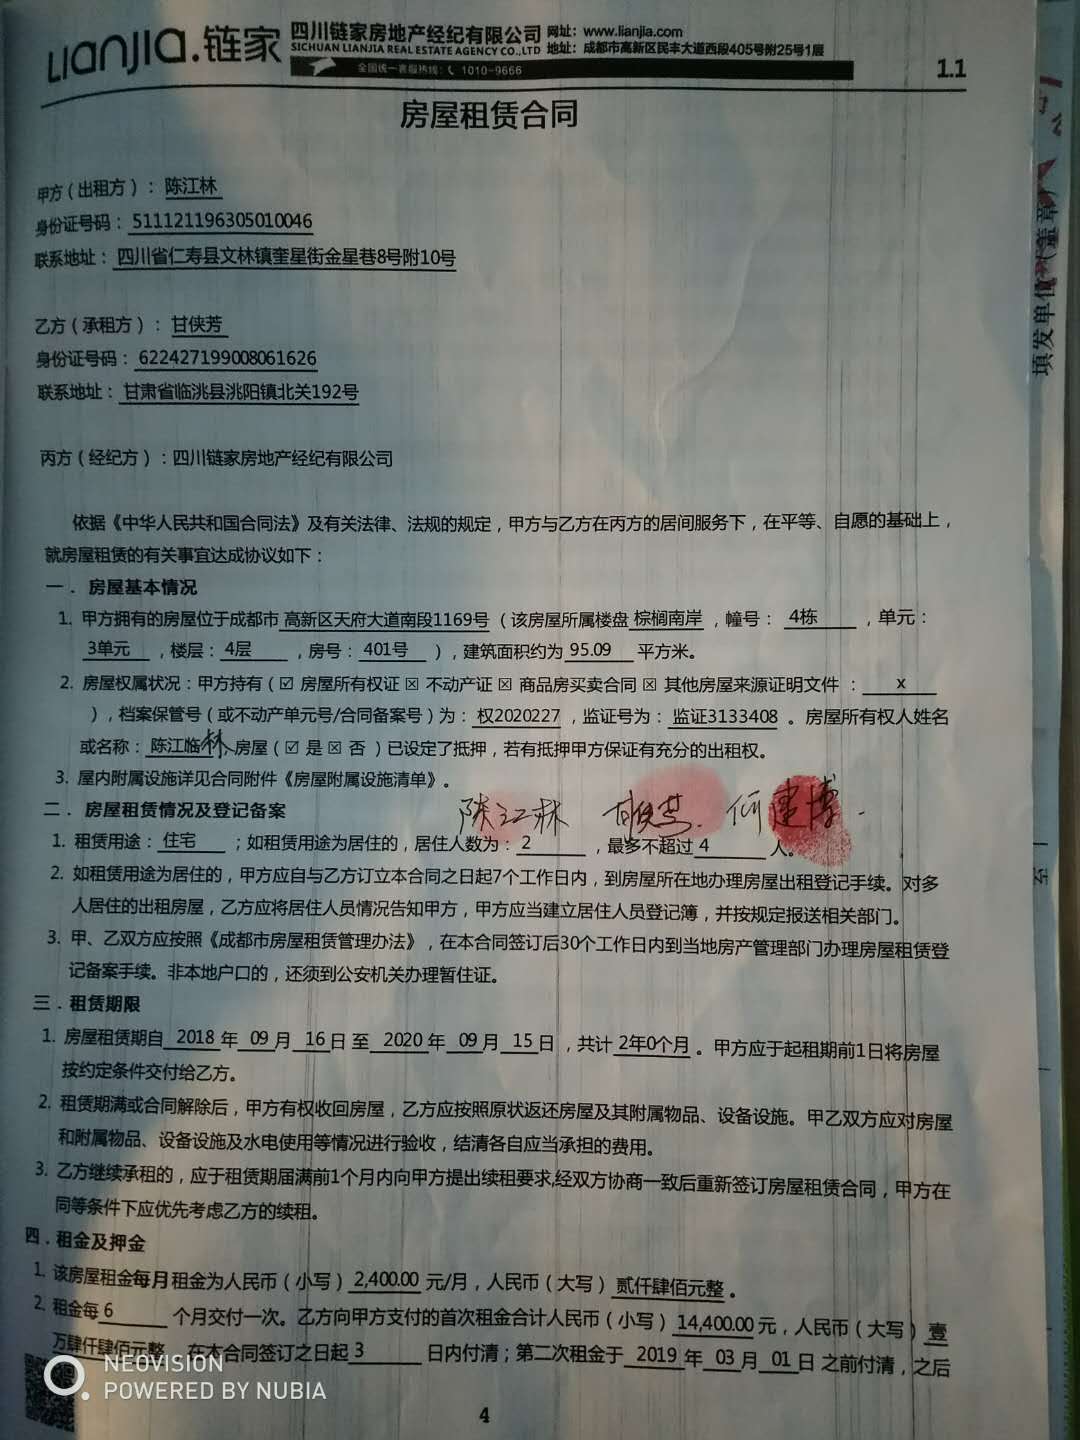 Lianjia.链家 四川链家房地产经纪有限公司 网址：www.lianjia.com
SICHUAN LIANJIA REAL ESTATE AGENCY CO.,LTD 地址：成都市高新区民丰大道西段405号附25号1层
全国统一客服热线：1010-9666
1.1
房屋租赁合同
甲方（出租方）：陈江林
身份证号码：511121196305010046
联系地址：四川省仁寿县文林镇奎星街金星巷8号附10号
乙方（承租方）：甘侠芳
身份证号码：622427199008061626
联系地址：甘肃省临洮县洮阳镇北关192号
丙方（经纪方）：四川链家房地产经纪有限公司
依据《中华人民共和国合同法》及有关法律、法规的规定，甲方与乙方在丙方的居间服务下，在平等、自愿的基础上，
就房屋租赁的有关事宜达成协议如下：
一．房屋基本情况
1. 甲方拥有的房屋位于成都市 高新区天府大道南段1169号（该房屋所属楼盘 棕榈南岸，幢号：4栋，单元：
3单元，楼层：4层，房号：401号），建筑面积约为 95.09 平方米。
2. 房屋权属状况：甲方持有（☑ 房屋所有权证 ☒ 不动产证 ☒ 商品房买卖合同 ☒ 其他房屋来源证明文件：x
），档案保管号（或不动产单元号/合同备案号）为：权2020227，监证号为：监证3133408。房屋所有权人姓名
或名称：陈江临林、房屋（☑ 是 ☒ 否）已设定了抵押，若有抵押甲方保证有充分的出租权。
3. 屋内附属设施详见合同附件《房屋附属设施清单》。
二．房屋租赁情况及登记备案
陈江林 甘侠芳 何建博
1. 租赁用途：住宅；如租赁用途为居住的，居住人数为：2，最多不超过 4 人。
2. 如租赁用途为居住的，甲方应自与乙方订立本合同之日起7个工作日内，到房屋所在地办理房屋出租登记手续。对多
人居住的出租房屋，乙方应将居住人员情况告知甲方，甲方应当建立居住人员登记簿，并按规定报送相关部门。
3. 甲、乙双方应按照《成都市房屋租赁管理办法》，在本合同签订后30个工作日内到当地房产管理部门办理房屋租赁登
记备案手续。非本地户口的，还须到公安机关办理暂住证。
三．租赁期限
1. 房屋租赁期自 2018 年 09 月 16 日 至 2020 年 09 月 15 日，共计 2年0个月。甲方应于起租期前1日将房屋
按约定条件交付给乙方。
2. 租赁期满或合同解除后，甲方有权收回房屋，乙方应按照原状返还房屋及其附属物品、设备设施。甲乙双方应对房屋
和附属物品、设备设施及水电使用等情况进行验收，结清各自应当承担的费用。
3. 乙方继续承租的，应于租赁期届满前1个月内向甲方提出续租要求,经双方协商一致后重新签订房屋租赁合同，甲方在
同等条件下应优先考虑乙方的续租。
四．租金及押金
1. 该房屋租金每月租金为人民币（小写）2,400.00 元/月，人民币（大写）贰仟肆佰元整。
2. 租金每 6 个月交付一次。乙方向甲方支付的首次租金合计人民币（小写）14,400.00 元，人民币（大写）壹
万肆仟肆佰元整 在本合同签订之日起 3 日内付清；第二次租金于 2019 年 03 月 01 日 之前付清，之后
4
填发单位（盖章）
至
NEOVISION
POWERED BY NUBIA